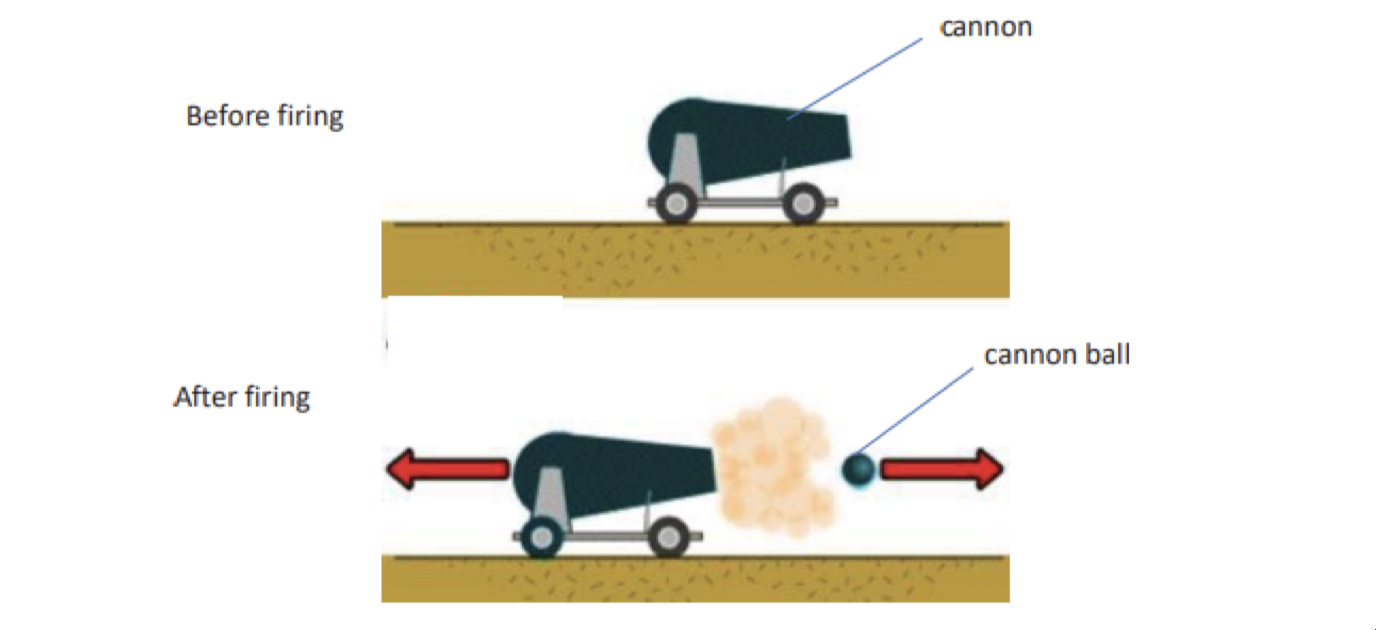 cannon
Before firing
cannon ball
After firing